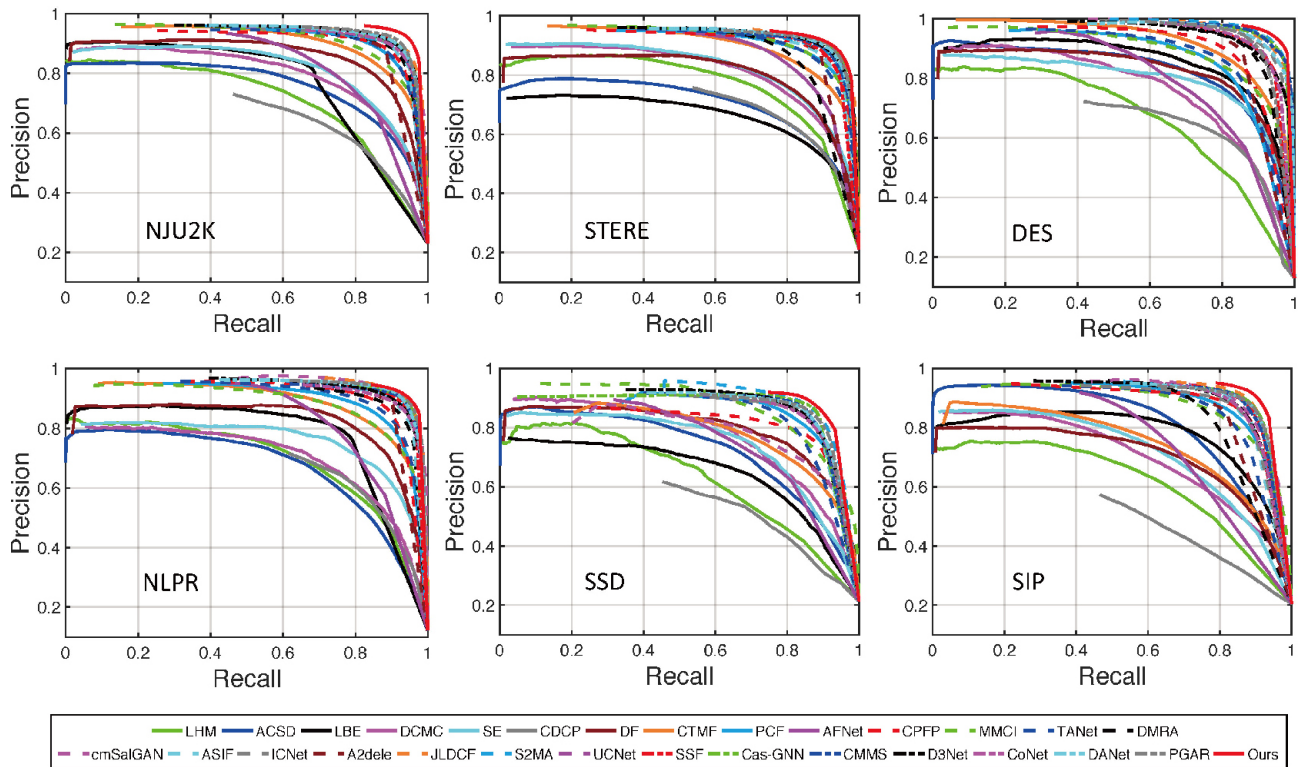 1
0.8
0.6
0.4
0.2
Precision
NJU2K
0 0.2 0.4 0.6 0.8 1
Recall
1
0.8
0.6
0.4
0.2
Precision
STERE
0 0.2 0.4 0.6 0.8 1
Recall
1
0.8
0.6
0.4
0.2
Precision
DES
0 0.2 0.4 0.6 0.8 1
Recall
1
0.8
0.6
0.4
0.2
Precision
NLPR
0 0.2 0.4 0.6 0.8 1
Recall
1
0.8
0.6
0.4
0.2
Precision
SSD
0 0.2 0.4 0.6 0.8 1
Recall
1
0.8
0.6
0.4
0.2
Precision
SIP
0 0.2 0.4 0.6 0.8 1
Recall
LHM ACSD LBE DCMC SE CDCP DF CTMF PCF AFNet CPFP MMCI TANet DMRA
cmSalGAN ASIF ICNet A2dele JLDCF S2MA UCNet SSF Cas-GNN CMMS D3Net CoNet DANet PGAR Ours